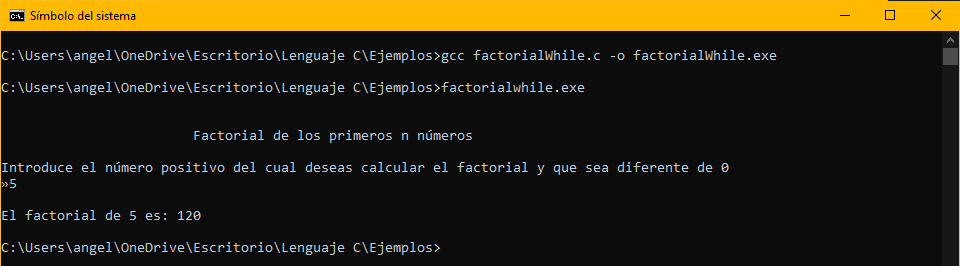 Símbolo del sistema
C:\Users\angel\OneDrive\Escritorio\Lenguaje C\Ejemplos>gcc factorialWhile.c -o factorialWhile.exe
C:\Users\angel\OneDrive\Escritorio\Lenguaje C\Ejemplos>factorialwhile.exe
Factorial de los primeros n números
Introduce el número positivo del cual deseas calcular el factorial y que sea diferente de 0
»5
El factorial de 5 es: 120
C:\Users\angel\OneDrive\Escritorio\Lenguaje C\Ejemplos>